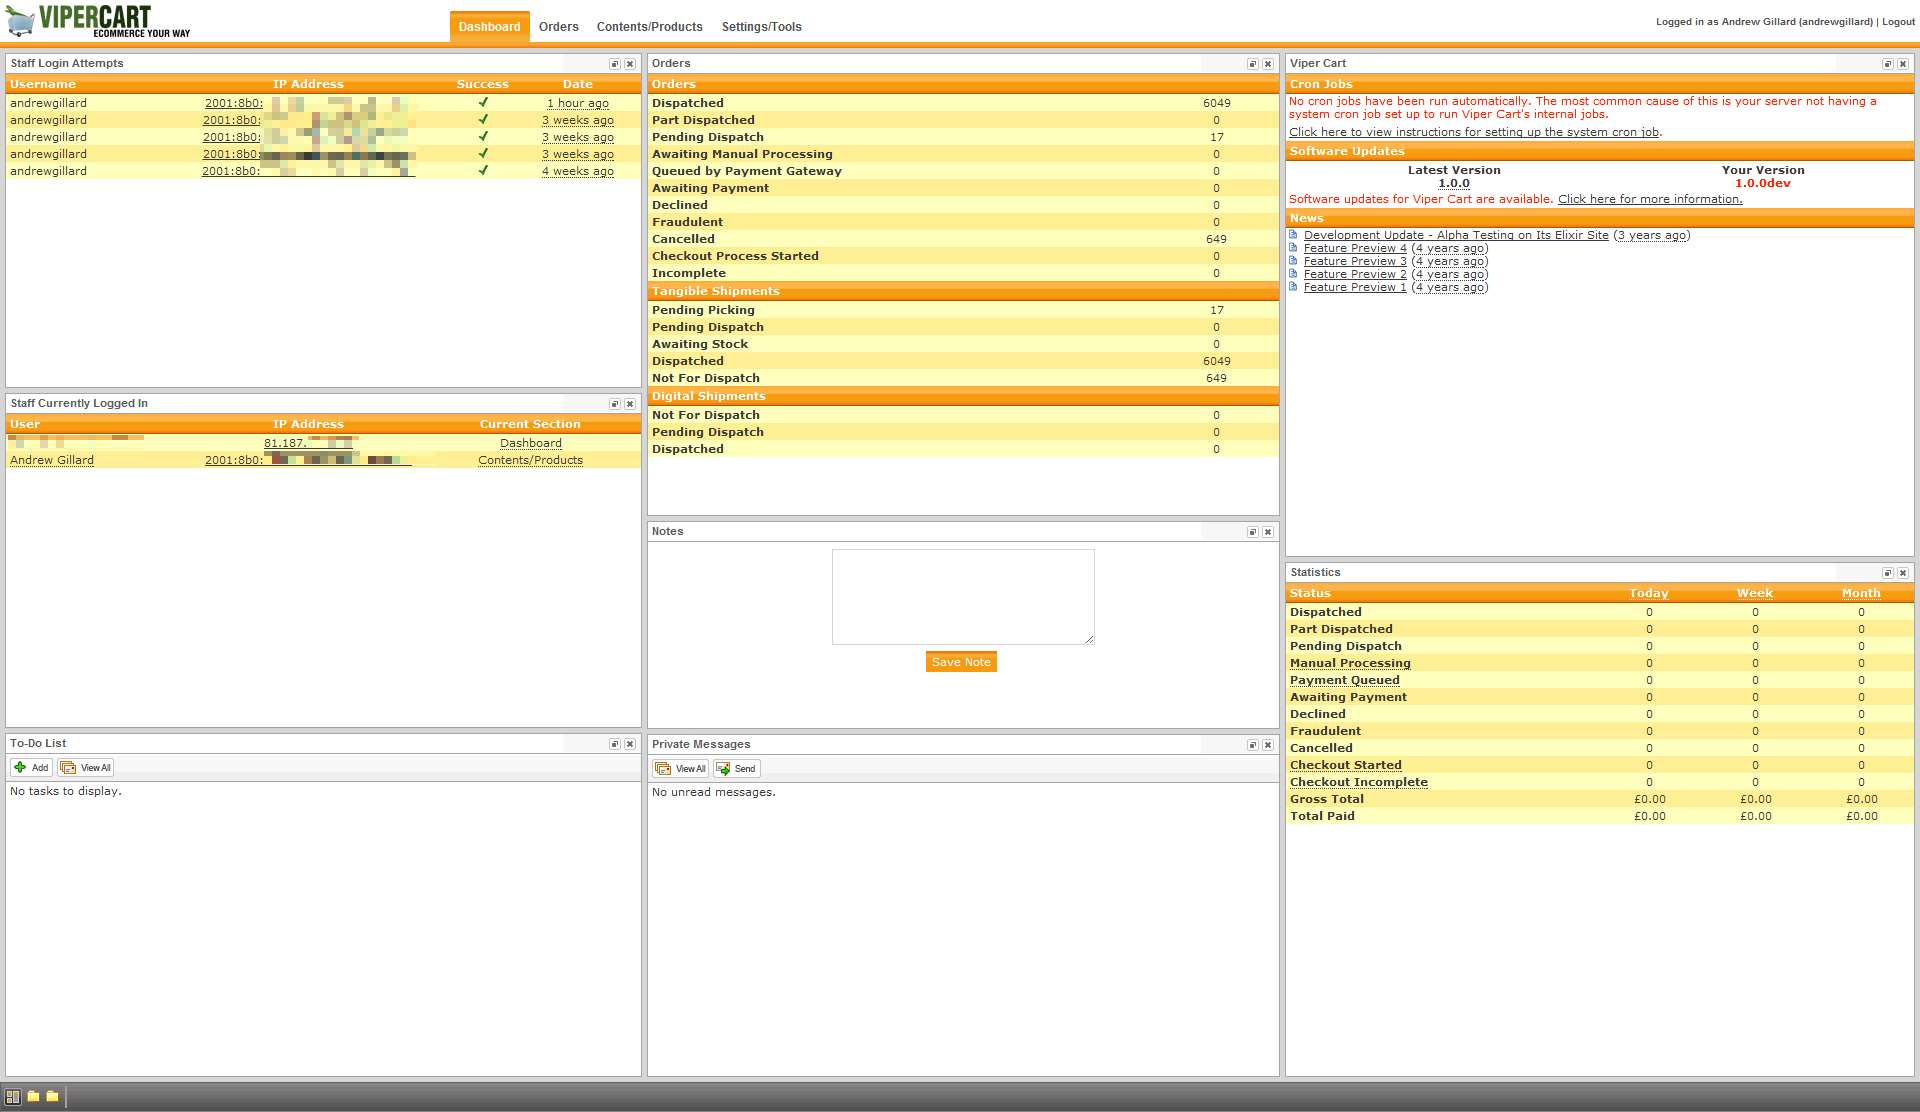 VIPERCART
ECOMMERCE YOUR WAY
Dashboard Orders Contents/Products Settings/Tools
Logged in as Andrew Gillard (andrewgillard) | Logout
Staff Login Attempts
Username IP Address Success Date
andrewgillard 2001:8b0: 1 hour ago
andrewgillard 2001:8b0: 3 weeks ago
andrewgillard 2001:8b0: 3 weeks ago
andrewgillard 2001:8b0: 3 weeks ago
andrewgillard 2001:8b0: 4 weeks ago
Staff Currently Logged In
User IP Address Current Section
81.187. Dashboard
Andrew Gillard 2001:8b0: Contents/Products
To-Do List
Add View All
No tasks to display.
Orders
Orders
Dispatched 6049
Part Dispatched 0
Pending Dispatch 17
Awaiting Manual Processing 0
Queued by Payment Gateway 0
Awaiting Payment 0
Declined 0
Fraudulent 0
Cancelled 649
Checkout Process Started 0
Incomplete 0
Tangible Shipments
Pending Picking 17
Pending Dispatch 0
Awaiting Stock 0
Dispatched 6049
Not For Dispatch 649
Digital Shipments
Not For Dispatch 0
Pending Dispatch 0
Dispatched 0
Notes
Save Note
Private Messages
View All Send
No unread messages.
Viper Cart
Cron Jobs
No cron jobs have been run automatically. The most common cause of this is your server not having a
system cron job set up to run Viper Cart's internal jobs.
Click here to view instructions for setting up the system cron job.
Software Updates
Latest Version Your Version
1.0.0 1.0.0dev
Software updates for Viper Cart are available. Click here for more information.
News
Development Update - Alpha Testing on Its Elixir Site (3 years ago)
Feature Preview 4 (4 years ago)
Feature Preview 3 (4 years ago)
Feature Preview 2 (4 years ago)
Feature Preview 1 (4 years ago)
Statistics
Status Today Week Month
Dispatched 0 0 0
Part Dispatched 0 0 0
Pending Dispatch 0 0 0
Manual Processing 0 0 0
Payment Queued 0 0 0
Awaiting Payment 0 0 0
Declined 0 0 0
Fraudulent 0 0 0
Cancelled 0 0 0
Checkout Started 0 0 0
Checkout Incomplete 0 0 0
Gross Total £0.00 £0.00 £0.00
Total Paid £0.00 £0.00 £0.00